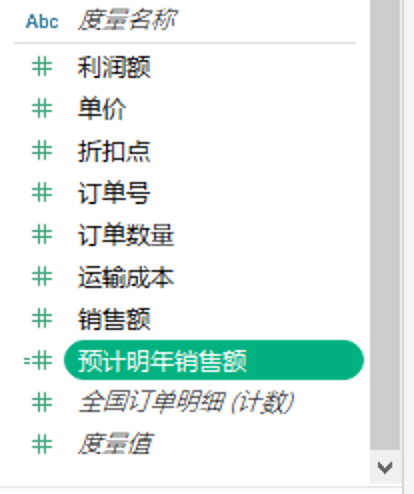 Abc 度量名称
# 利润额
# 单价
# 折扣点
# 订单号
# 订单数量
# 运输成本
# 销售额
=# 预计明年销售额
# 全国订单明细 (计数)
# 度量值